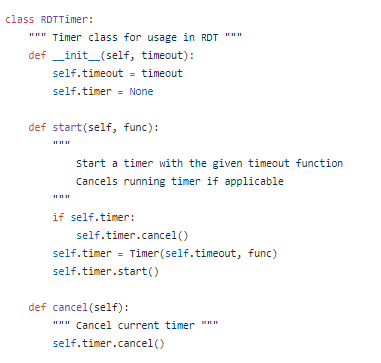 class RDTTimer:
    """ Timer class for usage in RDT """
    def __init__(self, timeout):
        self.timeout = timeout
        self.timer = None

    def start(self, func):
        """
            Start a timer with the given timeout function
            Cancels running timer if applicable
        """
        if self.timer:
            self.timer.cancel()
        self.timer = Timer(self.timeout, func)
        self.timer.start()

    def cancel(self):
        """ Cancel current timer """
        self.timer.cancel()